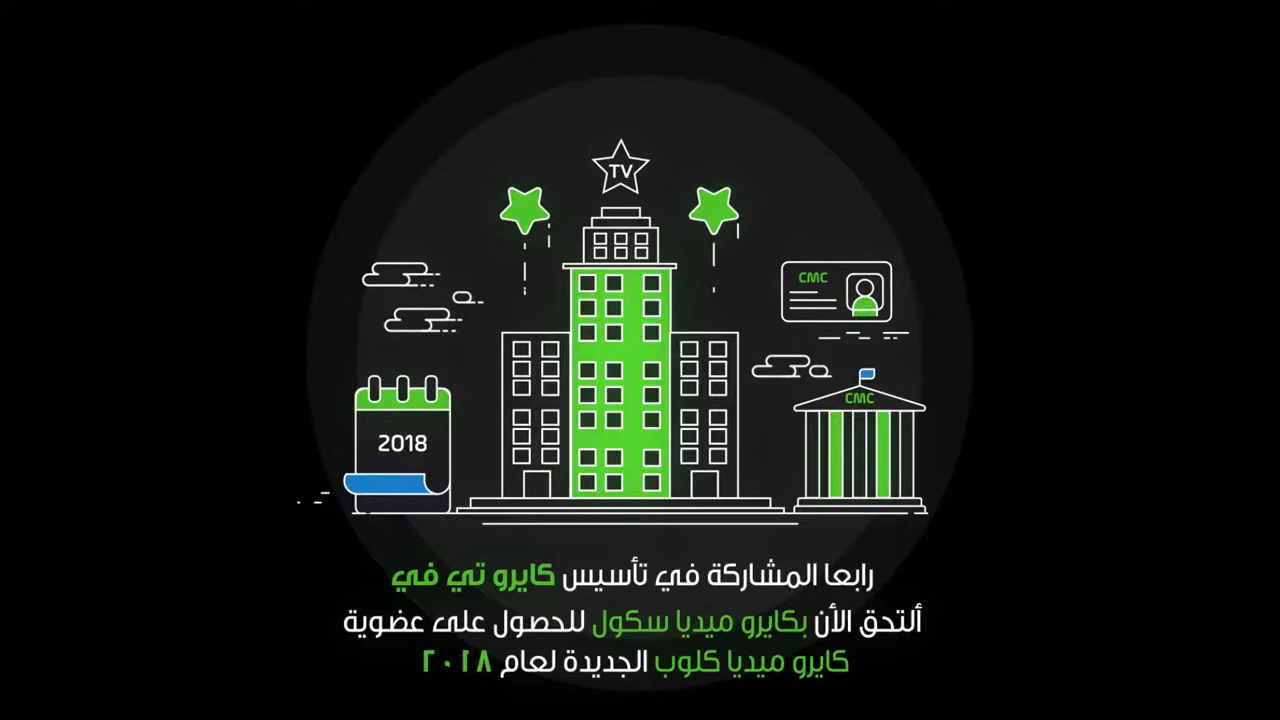 TV
CMC
CMC
2018
رابعا المشاركة في تأسيس كايرو تي في
ألتحق الأن بكايرو ميديا سكول للحصول على عضوية
كايرو ميديا كلوب الجديدة لعام ٢٠١٨